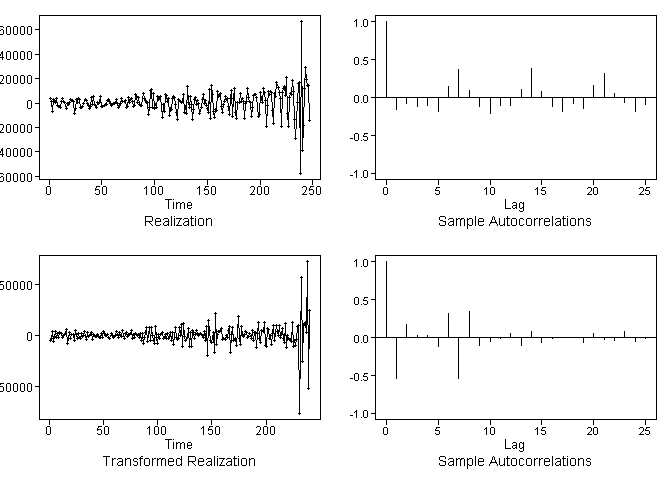 60000
40000
20000
0
20000
40000
60000
0 50 100 150 200 250
Time
Realization
1.0
0.5
0.0
-0.5
-1.0
0 5 10 15 20 25
Lag
Sample Autocorrelations
50000
0
50000
0 50 100 150 200
Time
Transformed Realization
1.0
0.5
0.0
-0.5
-1.0
0 5 10 15 20 25
Lag
Sample Autocorrelations